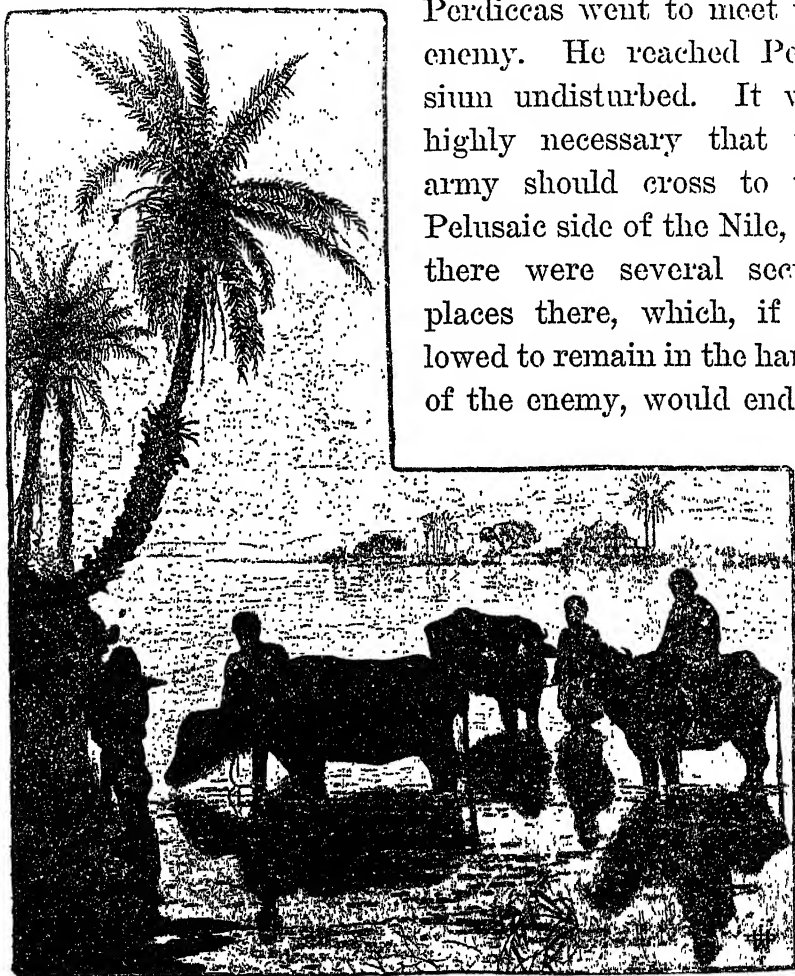 Perdiccas went to meet
enemy. He reached Pe
sium undisturbed. It
highly necessary that
army should cross to
Pelusaic side of the Nile,
there were several sec
places there, which, if
lowed to remain in the
of the enemy, would end